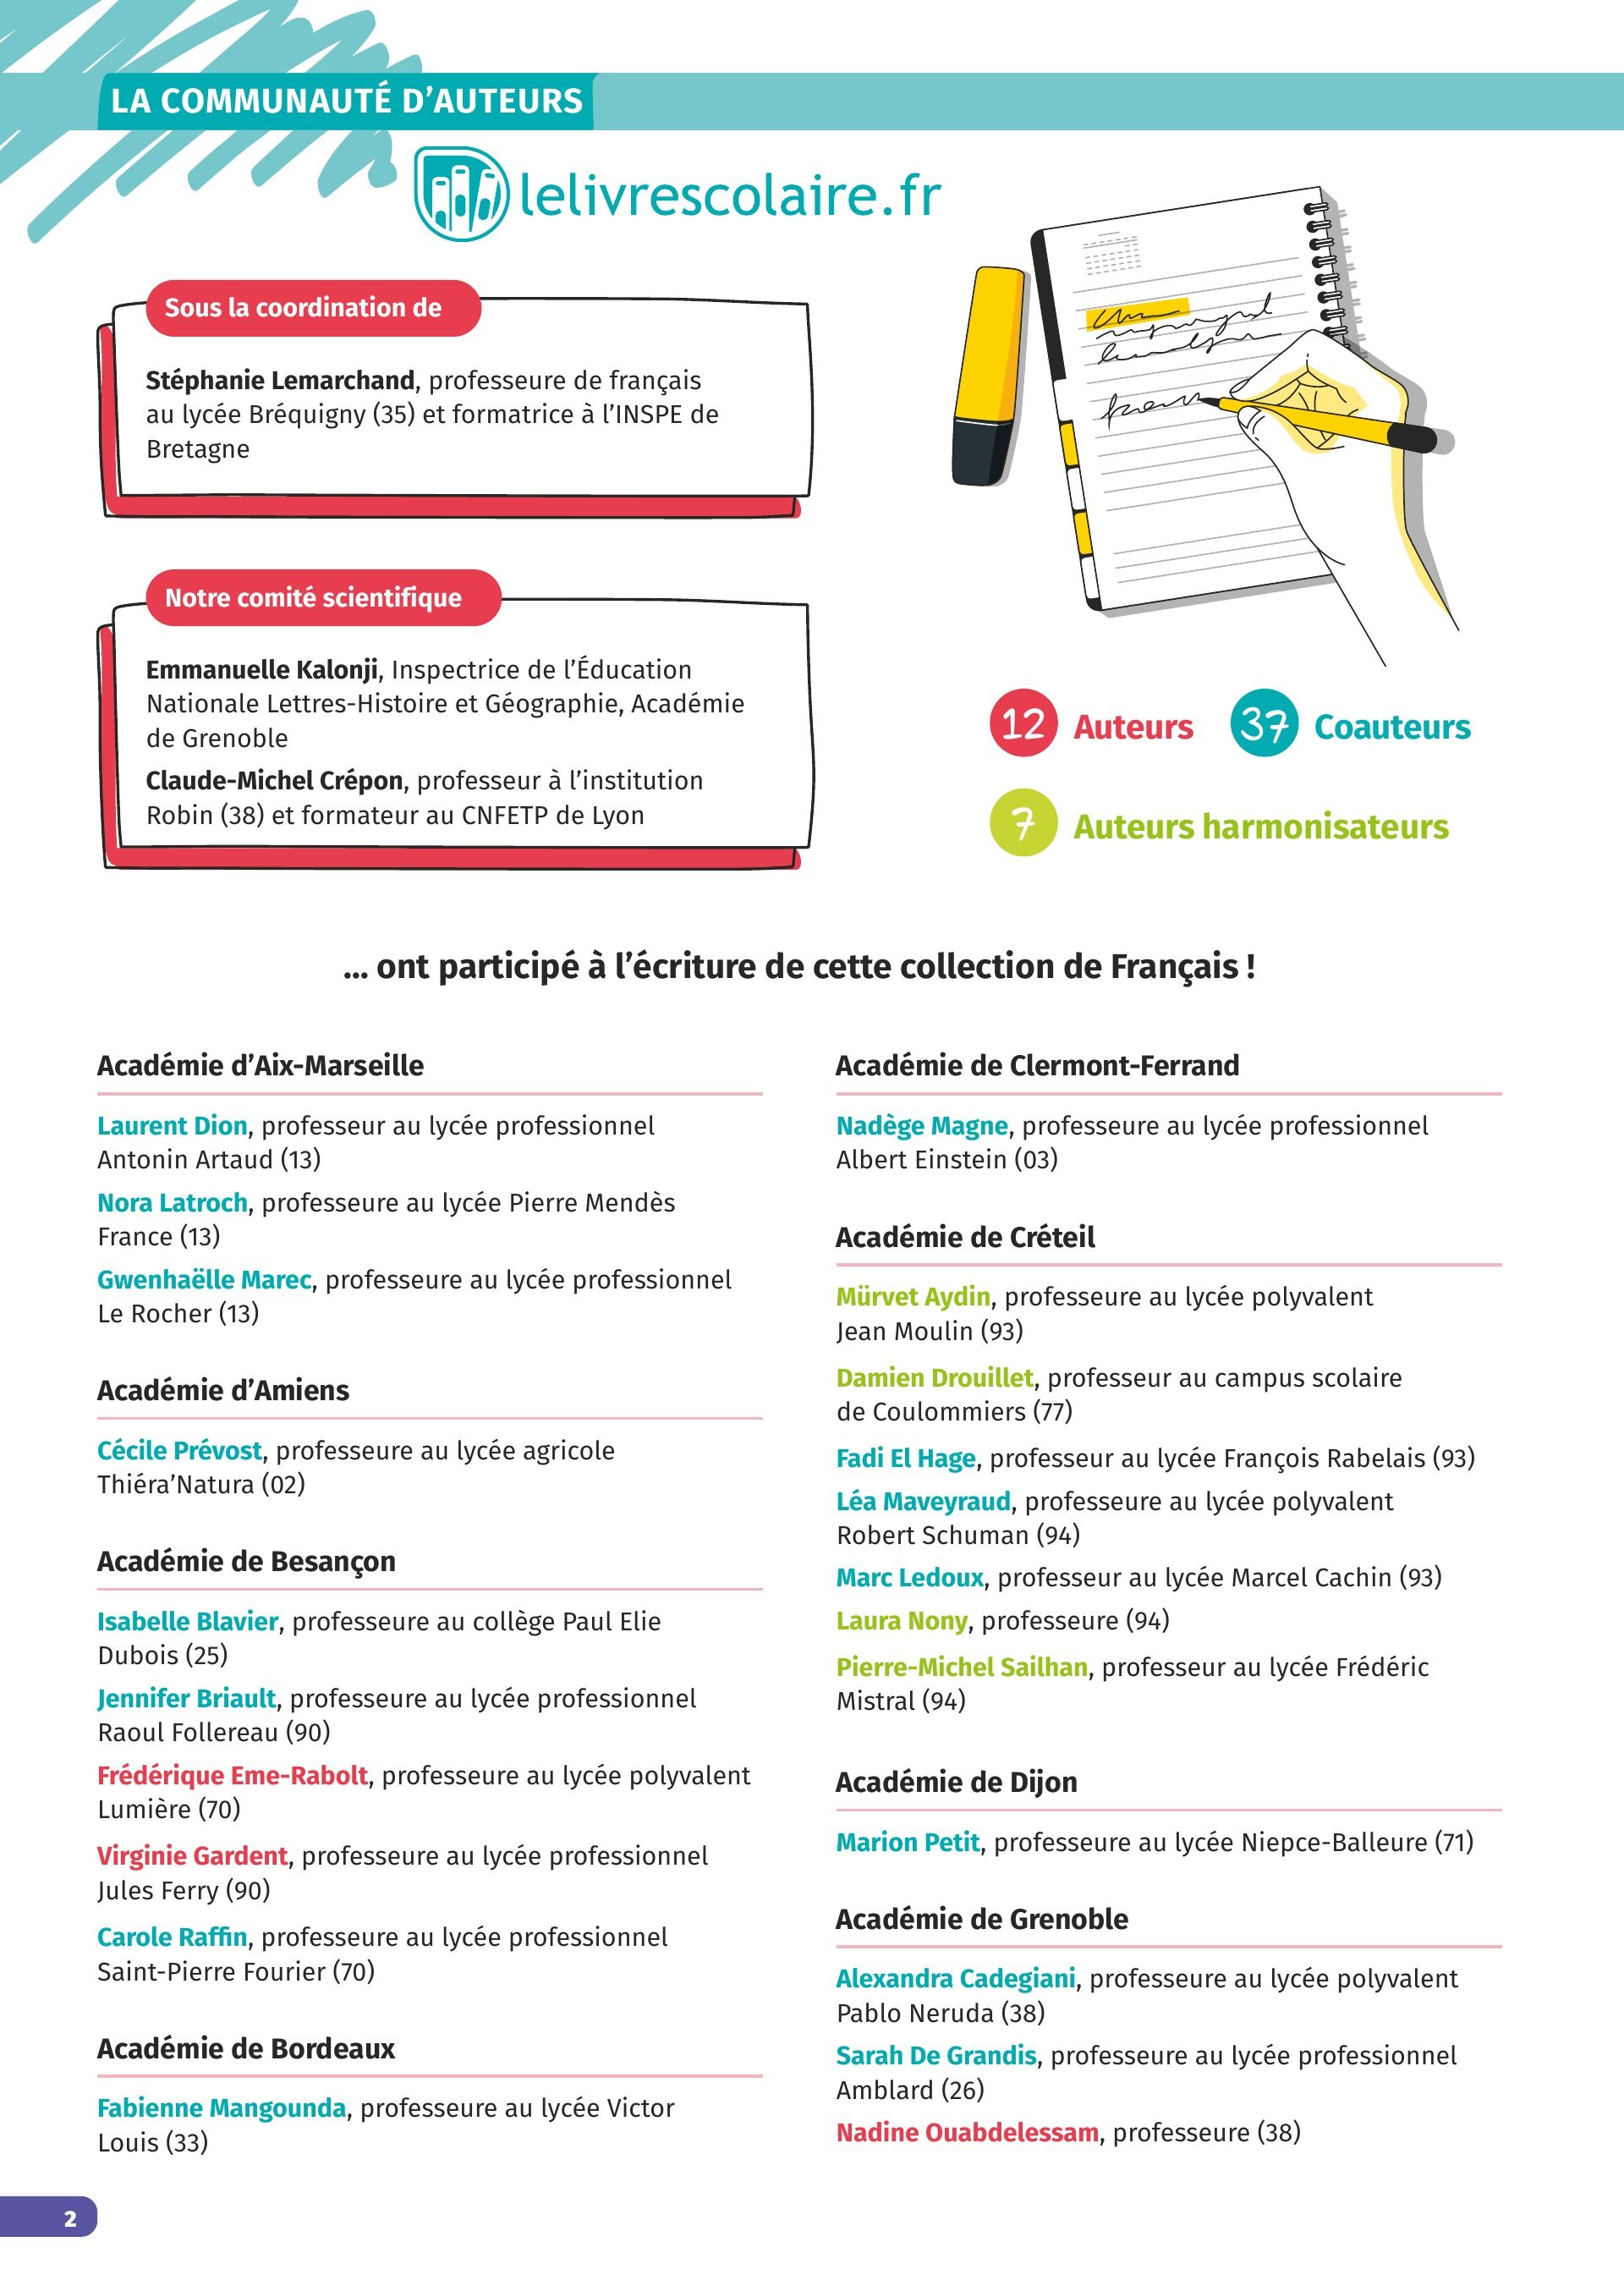 LA COMMUNAUTÉ D’AUTEURS
lelivrescolaire.fr
Sous la coordination de
Stéphanie Lemarchand, professeure de français
au lycée Bréquigny (35) et formatrice à l’INSPE de
Bretagne
Notre comité scientifique
Emmanuelle Kalonji, Inspectrice de l’Éducation
Nationale Lettres-Histoire et Géographie, Académie
de Grenoble
Claude-Michel Crépon, professeur à l’institution
Robin (38) et formateur au CNFETP de Lyon
12 Auteurs 37 Coauteurs
7 Auteurs harmonisateurs
... ont participé à l’écriture de cette collection de Français !
Académie d’Aix-Marseille
Laurent Dion, professeur au lycée professionnel
Antonin Artaud (13)
Nora Latroch, professeure au lycée Pierre Mendès
France (13)
Gwenhaëlle Marec, professeure au lycée professionnel
Le Rocher (13)
Académie d’Amiens
Cécile Prévost, professeure au lycée agricole
Thiéra’Natura (02)
Académie de Besançon
Isabelle Blavier, professeure au collège Paul Elie
Dubois (25)
Jennifer Briault, professeure au lycée professionnel
Raoul Follereau (90)
Frédérique Eme-Rabolt, professeure au lycée polyvalent
Lumière (70)
Virginie Gardent, professeure au lycée professionnel
Jules Ferry (90)
Carole Raffin, professeure au lycée professionnel
Saint-Pierre Fourier (70)
Académie de Bordeaux
Fabienne Mangounda, professeure au lycée Victor
Louis (33)
Académie de Clermont-Ferrand
Nadège Magne, professeure au lycée professionnel
Albert Einstein (03)
Académie de Créteil
Mürvet Aydin, professeure au lycée polyvalent
Jean Moulin (93)
Damien Drouillet, professeur au campus scolaire
de Coulommiers (77)
Fadi El Hage, professeur au lycée François Rabelais (93)
Léa Maveyraud, professeure au lycée polyvalent
Robert Schuman (94)
Marc Ledoux, professeur au lycée Marcel Cachin (93)
Laura Nony, professeure (94)
Pierre-Michel Sailhan, professeur au lycée Frédéric
Mistral (94)
Académie de Dijon
Marion Petit, professeure au lycée Niepce-Balleure (71)
Académie de Grenoble
Alexandra Cadegiani, professeure au lycée polyvalent
Pablo Neruda (38)
Sarah De Grandis, professeure au lycée professionnel
Amblard (26)
Nadine Ouabdelessam, professeure (38)
2